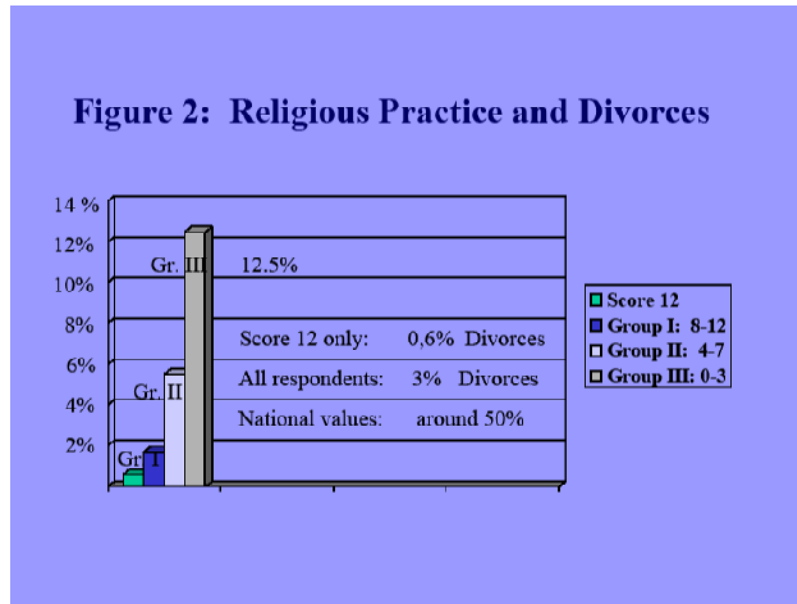 Figure 2: Religious Practice and Divorces
14 %
12%
10%
8%
6%
4%
2%
Gr. III 12.5%
Gr. II
Gr I
Score 12 only: 0,6% Divorces
All respondents: 3% Divorces
National values: around 50%
Score 12
Group I: 8-12
Group II: 4-7
Group III: 0-3